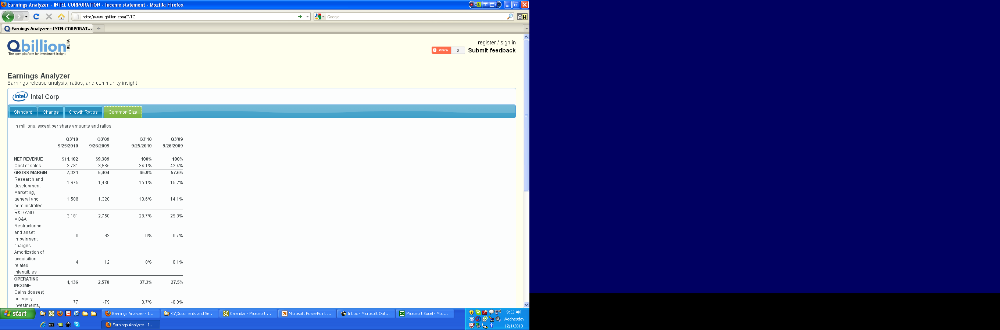 Earnings Analyzer - INTEL CORPORATION - Income statement - Mozilla Firefox
http://www.qbillion.com/INTC
Google
AH
Earnings Analyzer - INTEL CORPORAT...
Qbillion BETA
The open platform for investment insight
register / sign in
Share 0 Submit feedback
Earnings Analyzer
Earnings release analysis, ratios, and community insight
intel Intel Corp
Standard Change Growth Ratios Common Size
In millions, except per share amounts and ratios
Q3'10 Q3'09 Q3'10 Q3'09
9/25/2010 9/26/2009 9/25/2010 9/26/2009
NET REVENUE $11,102 $9,389 100% 100%
Cost of sales 3,781 3,985 34.1% 42.4%
GROSS MARGIN 7,321 5,404 65.9% 57.6%
Research and
development 1,675 1,430 15.1% 15.2%
Marketing,
general and 1,506 1,320 13.6% 14.1%
administrative
R&D AND
MG&A 3,181 2,750 28.7% 29.3%
Restructuring
and asset
impairment 0 63 0% 0.7%
charges
Amortization of
acquisition-
related 4 12 0% 0.1%
intangibles
OPERATING
INCOME 4,136 2,578 37.3% 27.5%
Gains (losses)
on equity
investments, 77 -79 0.7% -0.8%
start
Earnings Analyzer - I... C:\Documents and Se... Calendar - Microsoft ... Microsoft PowerPoint ... Inbox - Microsoft Out... Microsoft Excel - Moc...
Earnings Analyzer - I...
9:32 AM
Wednesday
12/1/2010